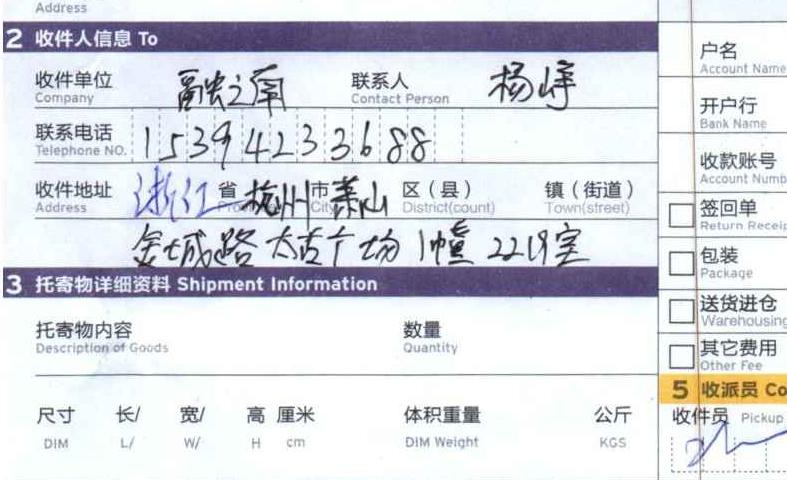 Address
2 收件人信息 To
收件单位 融之南 联系人 杨峥
Company Contact Person
户名
Account Name
联系电话 15394233688
Telephone NO.
开户行
Bank Name
收件地址 浙江 省 杭州 市 萧山 区（县） 镇（街道）
Address Province City District(count) Town(street)
收款账号
Account Numb
金城路 太古广场 1幢 2219室
签回单
Return Receip
包装
Package
3 托寄物详细资料 Shipment Information
托寄物内容 数量
Description of Goods Quantity
送货进仓
Warehousing
其它费用
Other Fee
5 收派员 Co
尺寸 长/ 宽/ 高 厘米 体积重量 公斤
DIM L/ W/ H cm DIM Weight KGS
收件员 Pickup